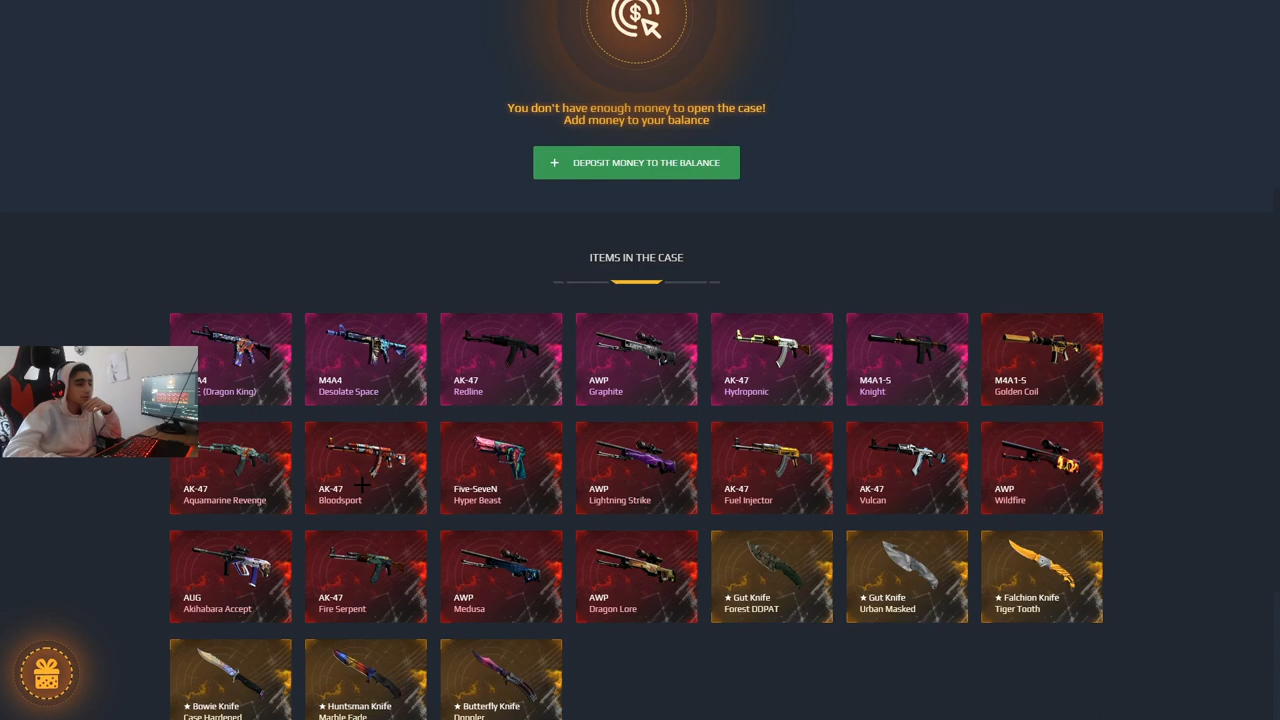 You don't have enough money to open the case!
Add money to your balance
+ DEPOSIT MONEY TO THE BALANCE
ITEMS IN THE CASE
A4
(Dragon King)
M4A4
Desolate Space
AK-47
Redline
AWP
Graphite
AK-47
Hydroponic
M4A1-S
Knight
M4A1-S
Golden Coil
AK-47
Aquamarine Revenge
AK-47
Bloodsport
Five-SeveN
Hyper Beast
AWP
Lightning Strike
AK-47
Fuel Injector
AK-47
Vulcan
AWP
Wildfire
AUG
Akihabara Accept
AK-47
Fire Serpent
AWP
Medusa
AWP
Dragon Lore
★ Gut Knife
Forest DDPAT
★ Gut Knife
Urban Masked
★ Falchion Knife
Tiger Tooth
★ Bowie Knife
Case Hardened
★ Huntsman Knife
Marble Fade
★ Butterfly Knife
Doppler